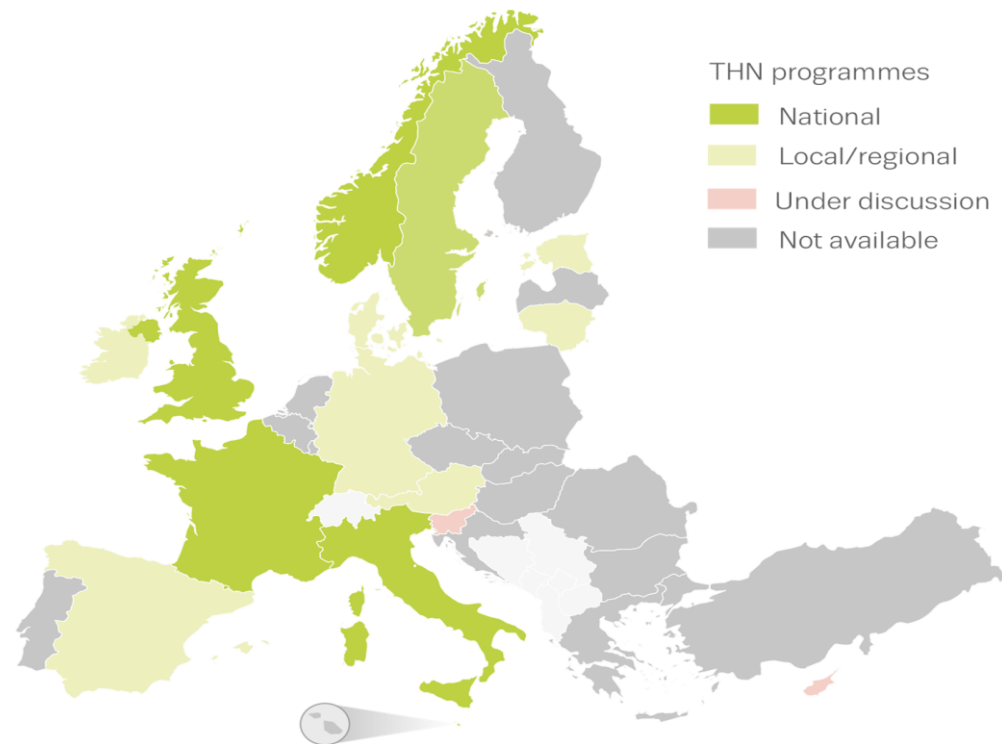 THN programmes
National
Local/regional
Under discussion
Not available